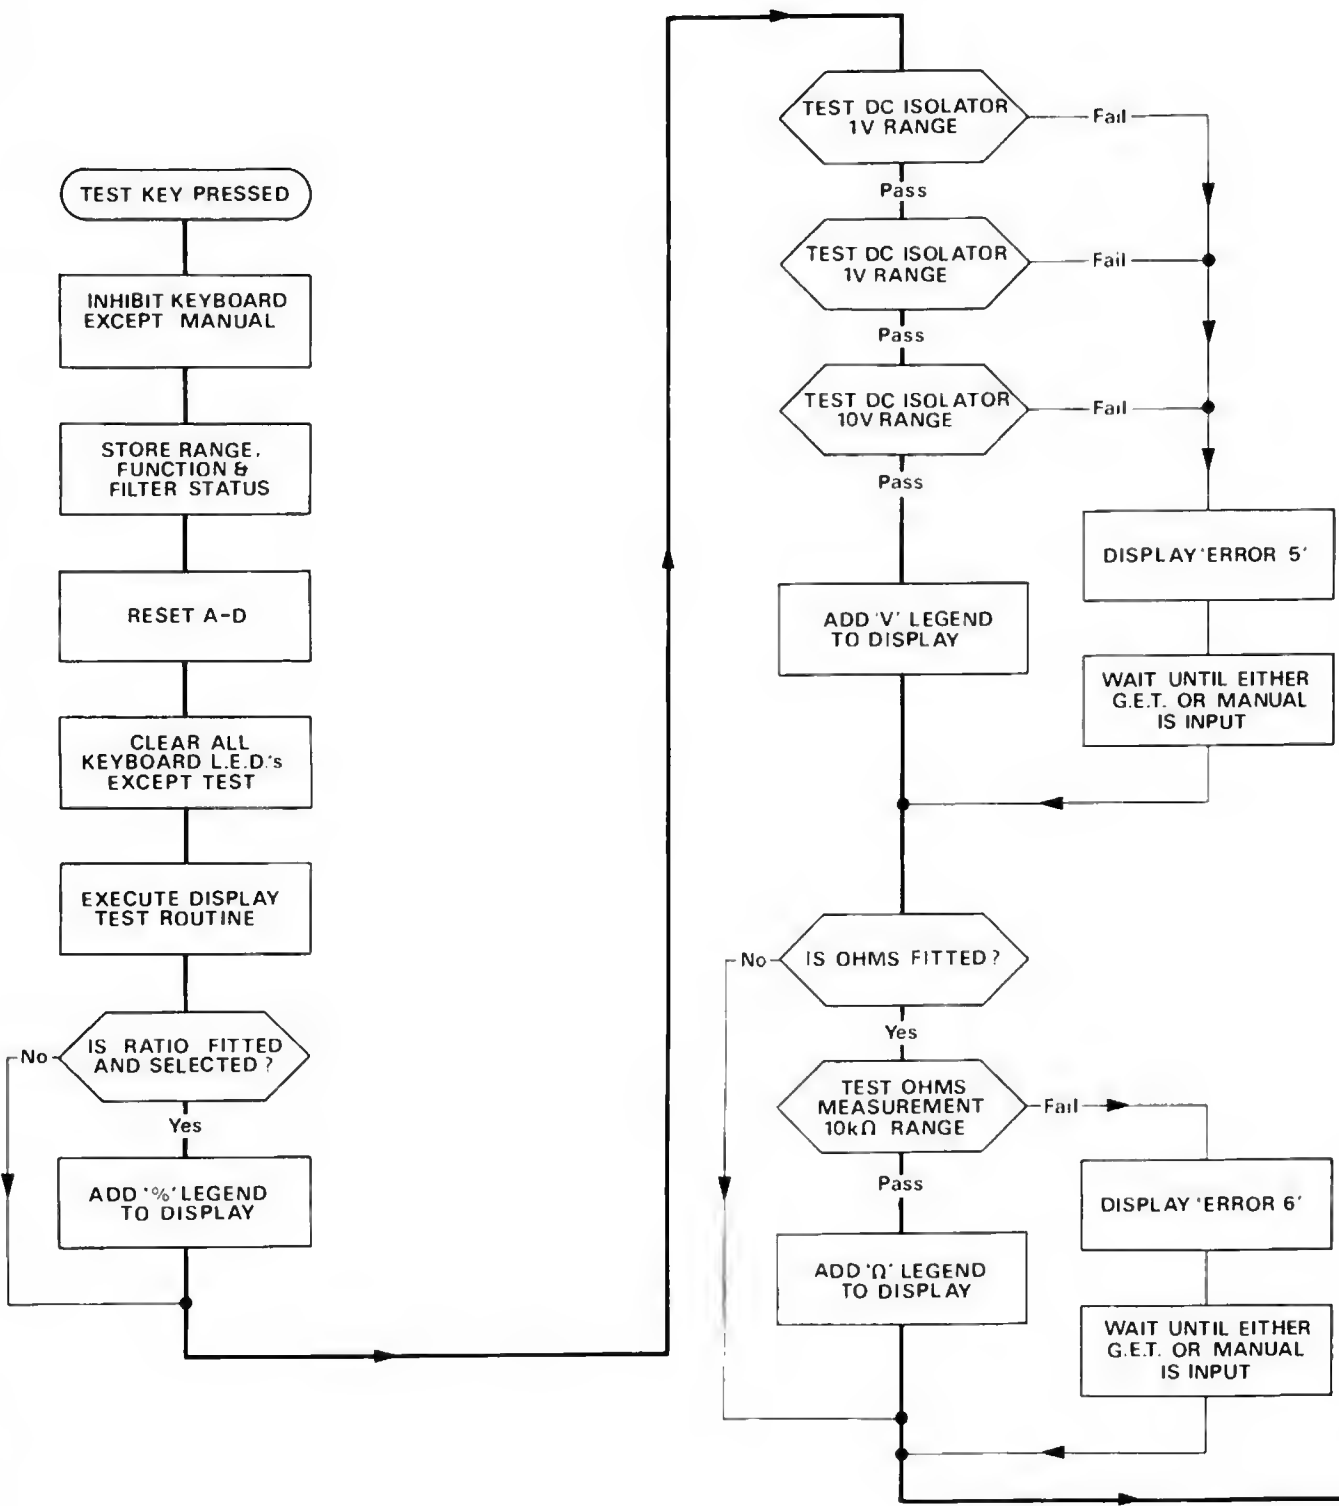 TEST KEY PRESSED
INHIBIT KEYBOARD
EXCEPT MANUAL
STORE RANGE,
FUNCTION &
FILTER STATUS
RESET A-D
CLEAR ALL
KEYBOARD L.E.D.'s
EXCEPT TEST
EXECUTE DISPLAY
TEST ROUTINE
IS RATIO FITTED
AND SELECTED?
No
Yes
ADD '%' LEGEND
TO DISPLAY
TEST DC ISOLATOR
1V RANGE
Fail
Pass
TEST DC ISOLATOR
1V RANGE
Fail
Pass
TEST DC ISOLATOR
10V RANGE
Fail
Pass
DISPLAY 'ERROR 5'
ADD 'V' LEGEND
TO DISPLAY
WAIT UNTIL EITHER
G.E.T. OR MANUAL
IS INPUT
IS OHMS FITTED?
No
Yes
TEST OHMS
MEASUREMENT
10kΩ RANGE
Fail
Pass
DISPLAY 'ERROR 6'
ADD 'Ω' LEGEND
TO DISPLAY
WAIT UNTIL EITHER
G.E.T. OR MANUAL
IS INPUT